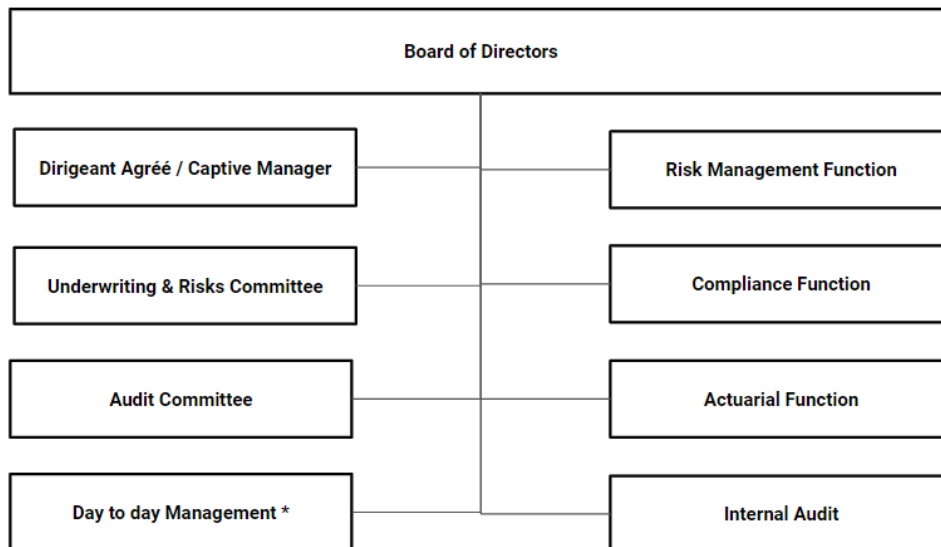 Board of Directors
Dirigeant Agréé / Captive Manager
Risk Management Function
Underwriting & Risks Committee
Compliance Function
Audit Committee
Actuarial Function
Day to day Management *
Internal Audit